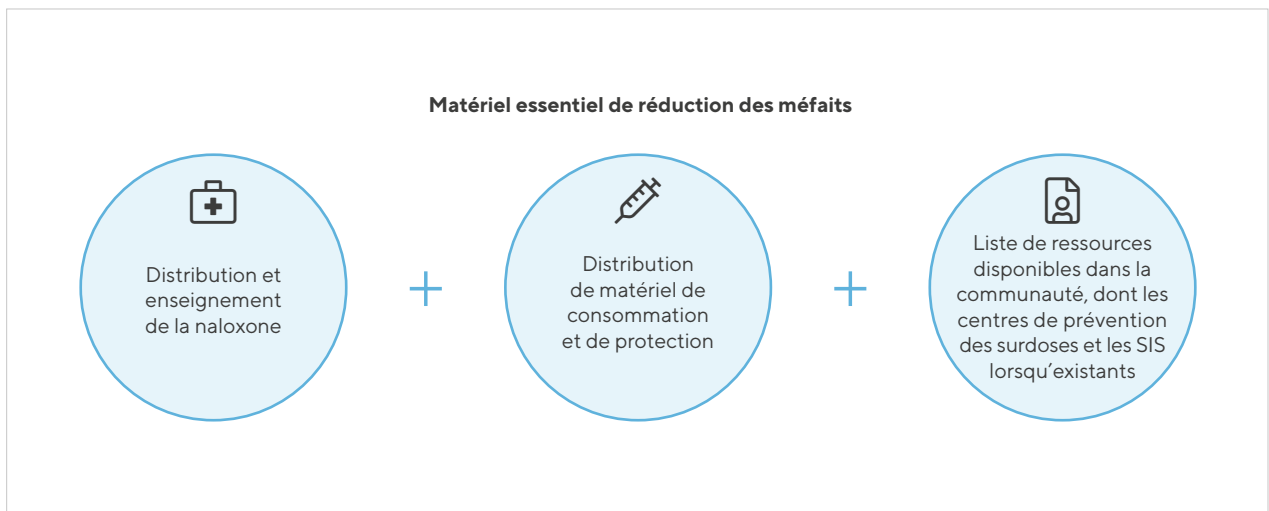 Matériel essentiel de réduction des méfaits
Distribution et
enseignement
de la naloxone
+
Distribution
de matériel de
consommation
et de protection
+
Liste de ressources
disponibles dans la
communauté, dont les
centres de prévention
des surdoses et les SIS
lorsqu’existants